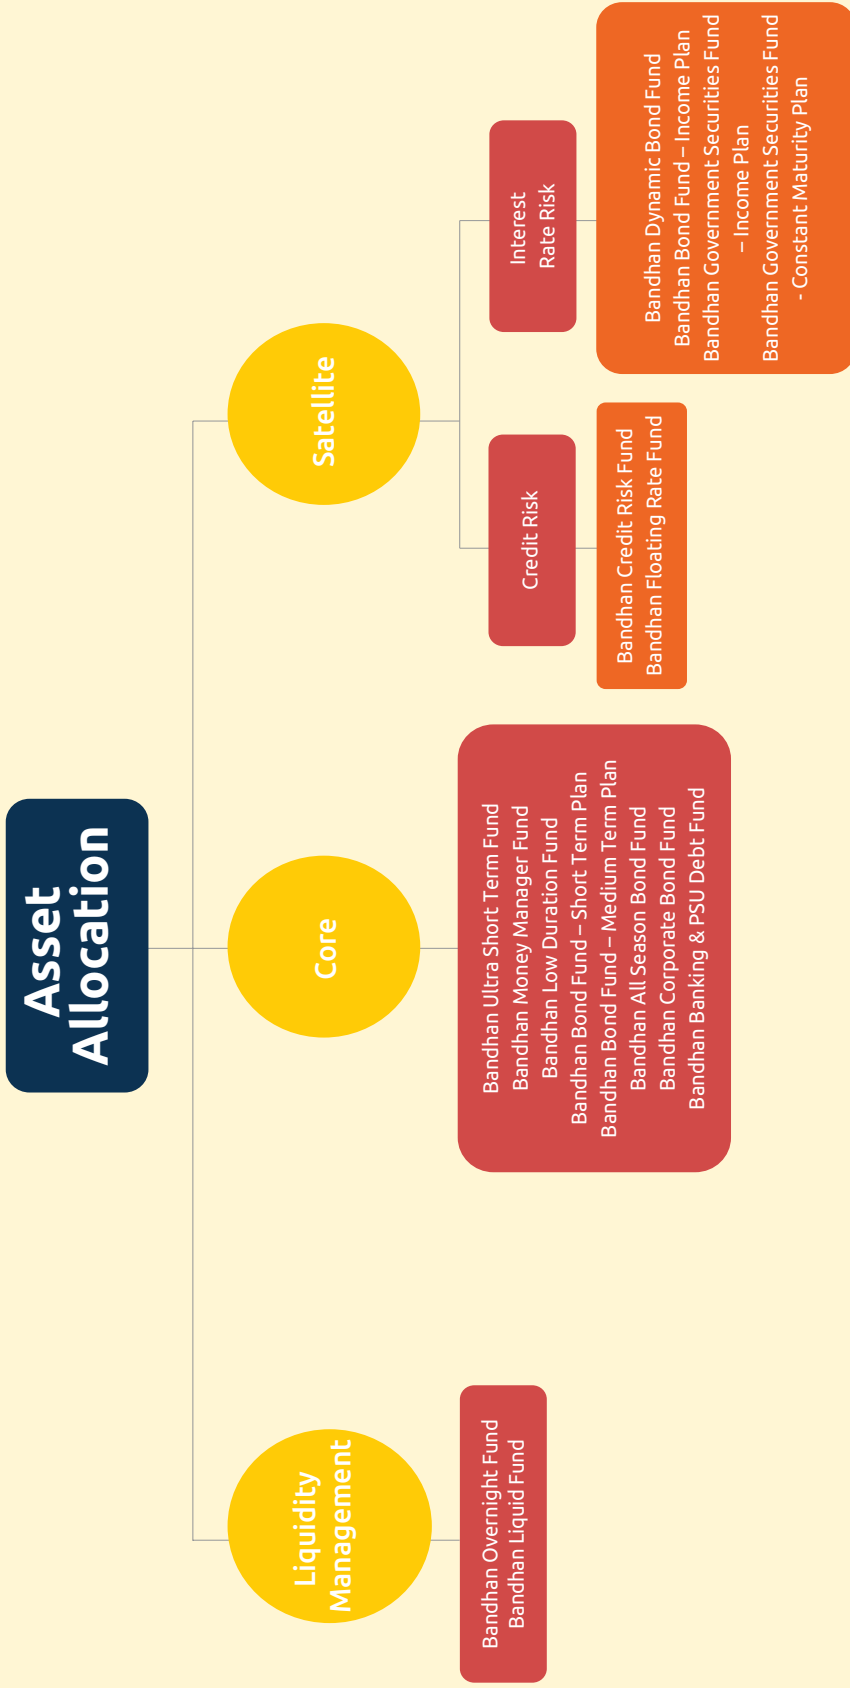 Asset
Allocation
Liquidity
Management
Core
Satellite
Bandhan Overnight Fund
Bandhan Liquid Fund
Bandhan Ultra Short Term Fund
Bandhan Money Manager Fund
Bandhan Low Duration Fund
Bandhan Bond Fund – Short Term Plan
Bandhan Bond Fund – Medium Term Plan
Bandhan All Season Bond Fund
Bandhan Corporate Bond Fund
Bandhan Banking & PSU Debt Fund
Credit Risk
Bandhan Credit Risk Fund
Bandhan Floating Rate Fund
Interest
Rate Risk
Bandhan Dynamic Bond Fund
Bandhan Bond Fund – Income Plan
Bandhan Government Securities Fund
– Income Plan
Bandhan Government Securities Fund
- Constant Maturity Plan